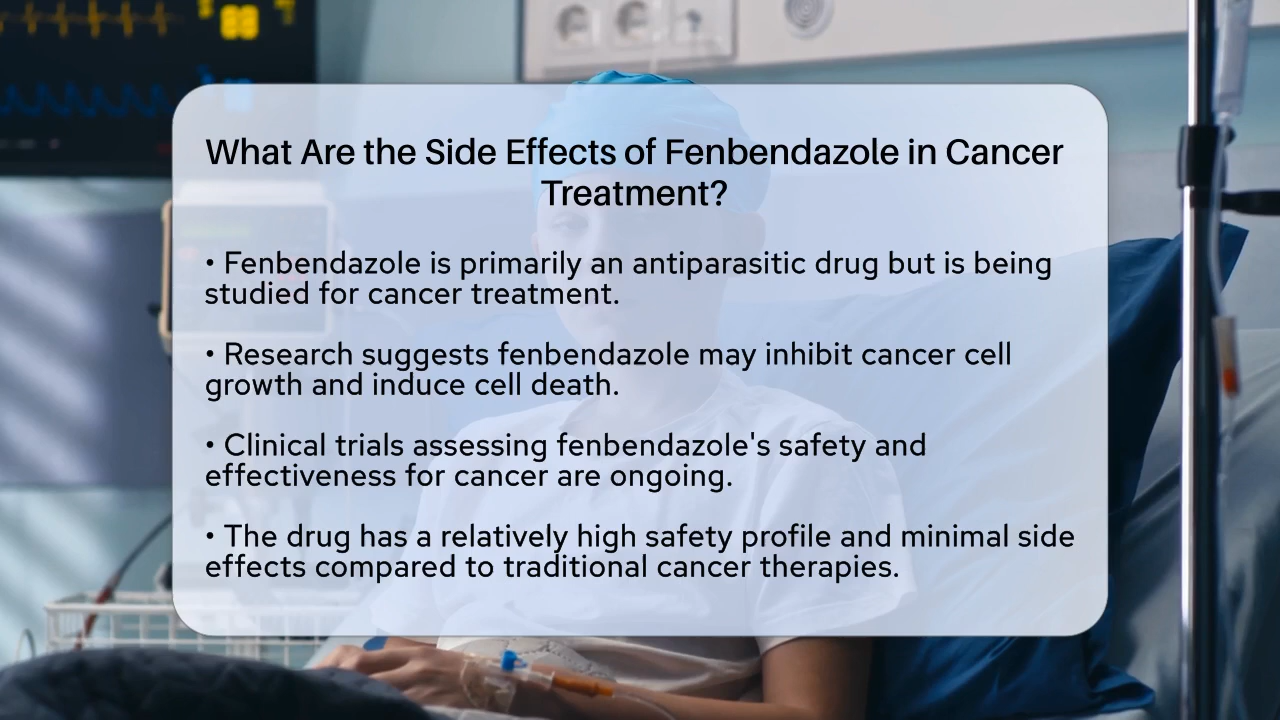 What Are the Side Effects of Fenbendazole in Cancer
Treatment?
• Fenbendazole is primarily an antiparasitic drug but is being
studied for cancer treatment.
• Research suggests fenbendazole may inhibit cancer cell
growth and induce cell death.
• Clinical trials assessing fenbendazole's safety and
effectiveness for cancer are ongoing.
• The drug has a relatively high safety profile and minimal side
effects compared to traditional cancer therapies.